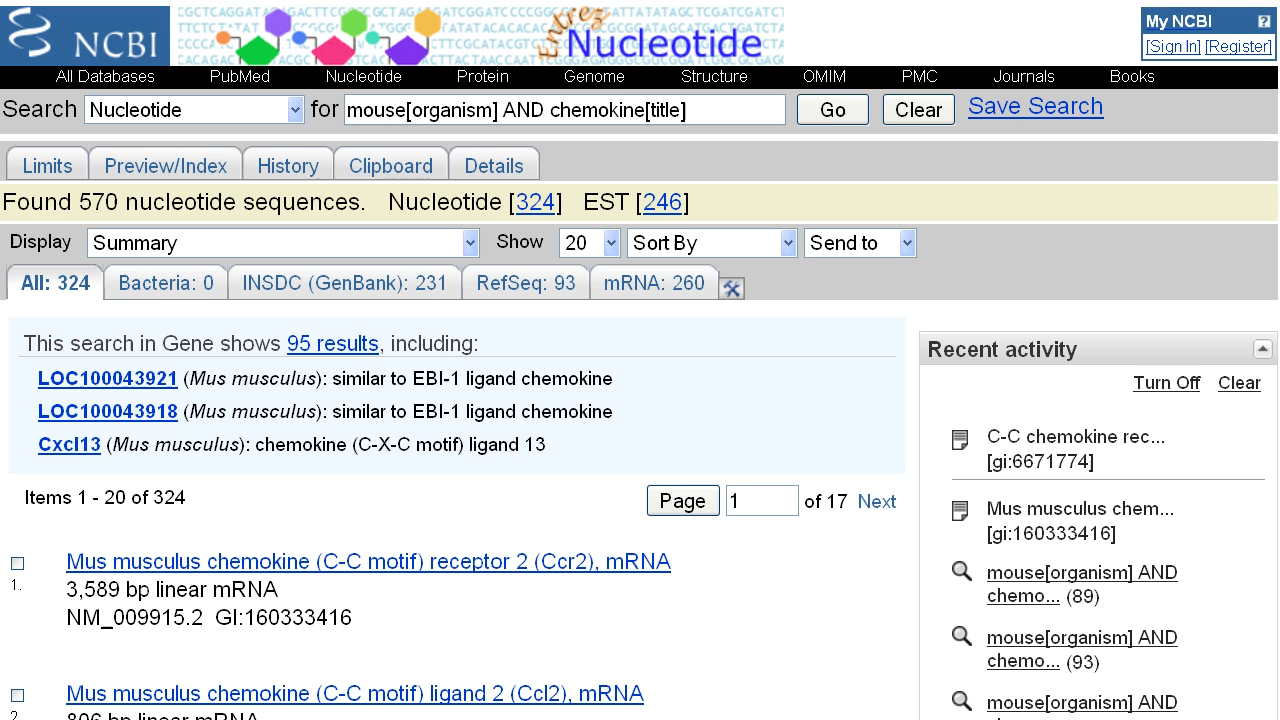 NCBI
Entrez
Nucleotide
My NCBI
[Sign In] [Register]
All Databases PubMed Nucleotide Protein Genome Structure OMIM PMC Journals Books
Search Nucleotide for mouse[organism] AND chemokine[title] Go Clear Save Search
Limits Preview/Index History Clipboard Details
Found 570 nucleotide sequences. Nucleotide [324] EST [246]
Display Summary Show 20 Sort By Send to
All: 324 Bacteria: 0 INSDC (GenBank): 231 RefSeq: 93 mRNA: 260
This search in Gene shows 95 results, including:
LOC100043921 (Mus musculus): similar to EBI-1 ligand chemokine
LOC100043918 (Mus musculus): similar to EBI-1 ligand chemokine
Cxcl13 (Mus musculus): chemokine (C-X-C motif) ligand 13
Items 1 - 20 of 324
Page 1 of 17 Next
Mus musculus chemokine (C-C motif) receptor 2 (Ccr2), mRNA
1.
3,589 bp linear mRNA
NM_009915.2 GI:160333416
Mus musculus chemokine (C-C motif) ligand 2 (Ccl2), mRNA
2.
806 bp linear mRNA
Recent activity
Turn Off Clear
C-C chemokine rec...
[gi:6671774]
Mus musculus chem...
[gi:160333416]
mouse[organism] AND
chemo... (89)
mouse[organism] AND
chemo... (93)
mouse[organism] AND